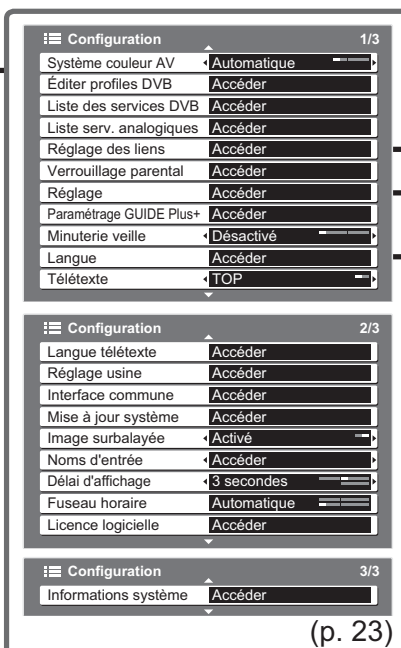 Configuration 1/3
Système couleur AV Automatique
Éditer profiles DVB Accéder
Liste des services DVB Accéder
Liste serv. analogiques Accéder
Réglage des liens Accéder
Verrouillage parental Accéder
Réglage Accéder
Paramétrage GUIDE Plus+ Accéder
Minuterie veille Désactivé
Langue Accéder
Télétexte TOP
Configuration 2/3
Langue télétexte Accéder
Réglage usine Accéder
Interface commune Accéder
Mise à jour système Accéder
Image surbalayée Activé
Noms d'entrée Accéder
Délai d'affichage 3 secondes
Fuseau horaire Automatique
Licence logicielle Accéder
Configuration 3/3
Informations système Accéder
(p. 23)